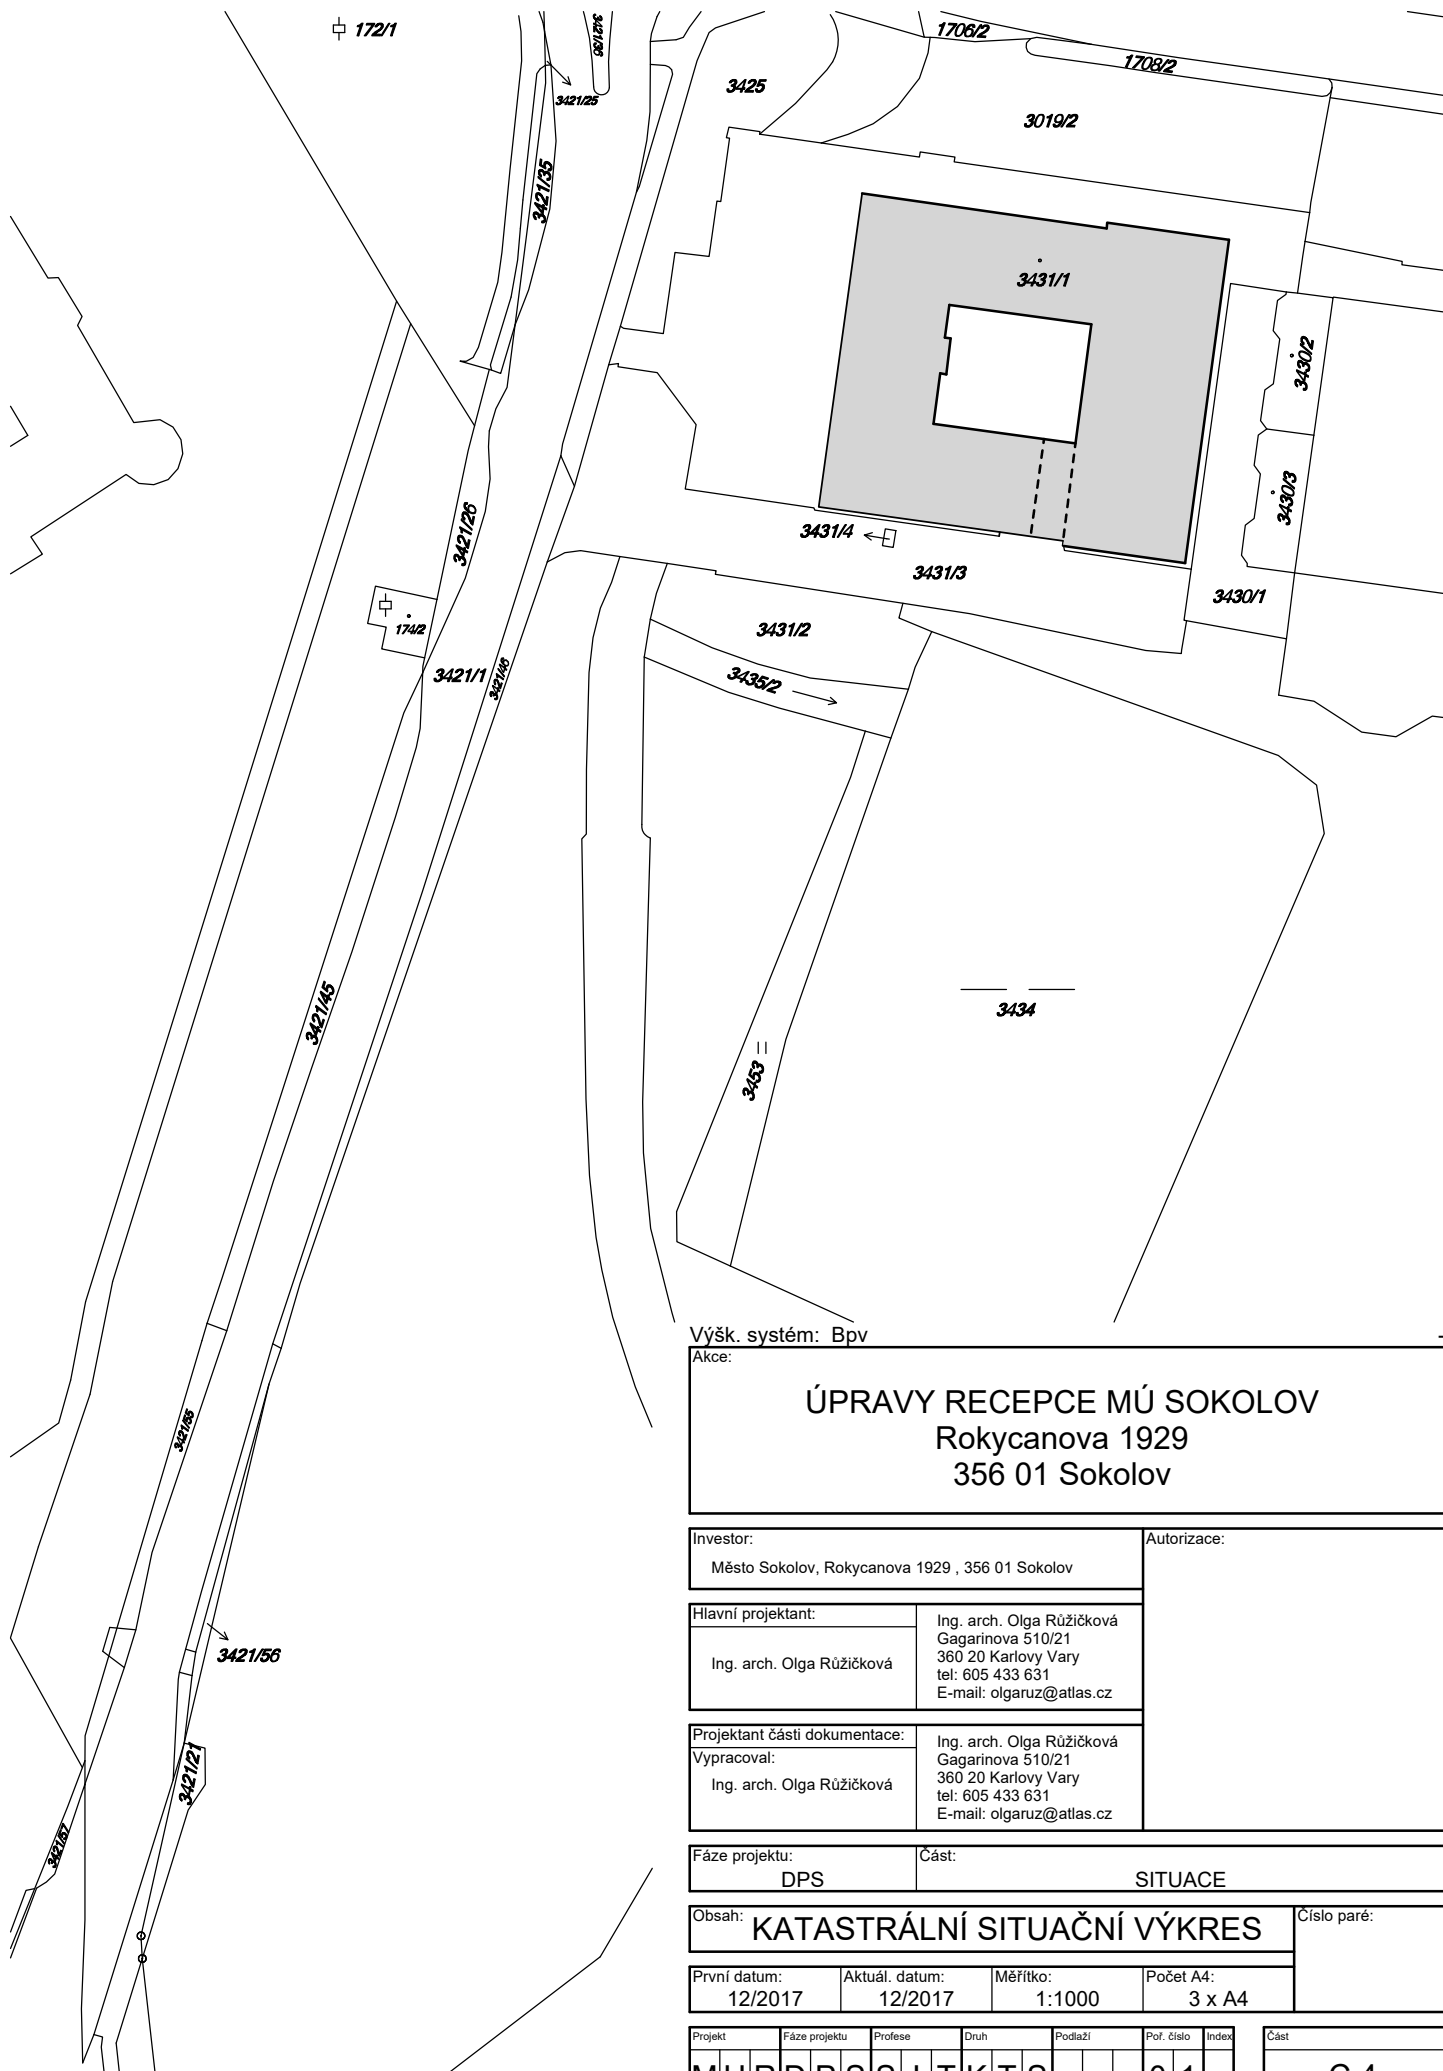 172/1
3421/36
1706/2
1708/2
3425
3421/25
3019/2
3421/35
3431/1
3430/2
3430/3
3421/26
3431/4
3431/3
3430/1
174/2
3431/2
3421/1
3421/46
3435/2
3421/45
3434
3453
Výšk. systém: Bpv
Akce:
ÚPRAVY RECEPCE MÚ SOKOLOV
Rokycanova 1929
356 01 Sokolov
3421/55
Investor:
Město Sokolov, Rokycanova 1929 , 356 01 Sokolov
Autorizace:
Hlavní projektant:
Ing. arch. Olga Růžičková
Ing. arch. Olga Růžičková
Gagarinova 510/21
360 20 Karlovy Vary
tel: 605 433 631
E-mail: olgaruz@atlas.cz
3421/56
Projektant části dokumentace:
Vypracoval:
Ing. arch. Olga Růžičková
Ing. arch. Olga Růžičková
Gagarinova 510/21
360 20 Karlovy Vary
tel: 605 433 631
E-mail: olgaruz@atlas.cz
3421/21
3421/57
Fáze projektu:
DPS
Část:
SITUACE
Obsah: KATASTRÁLNÍ SITUAČNÍ VÝKRES
Číslo paré:
První datum:
12/2017
Aktuál. datum:
12/2017
Měřítko:
1:1000
Počet A4:
3 x A4
Projekt Fáze projektu Profese Druh Podlaží Poř. číslo Index Část